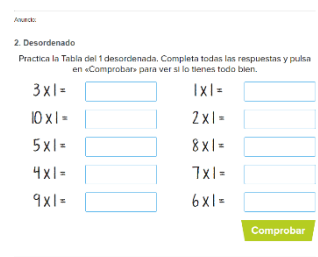 Anuncio:
2. Desordenado
Practica la Tabla del 1 desordenada. Completa todas las respuestas y pulsa
en «Comprobar» para ver si lo tienes todo bien.
3 x 1 = 1 x 1 =
10 x 1 = 2 x 1 =
5 x 1 = 8 x 1 =
4 x 1 = 7 x 1 =
9 x 1 = 6 x 1 =
Comprobar